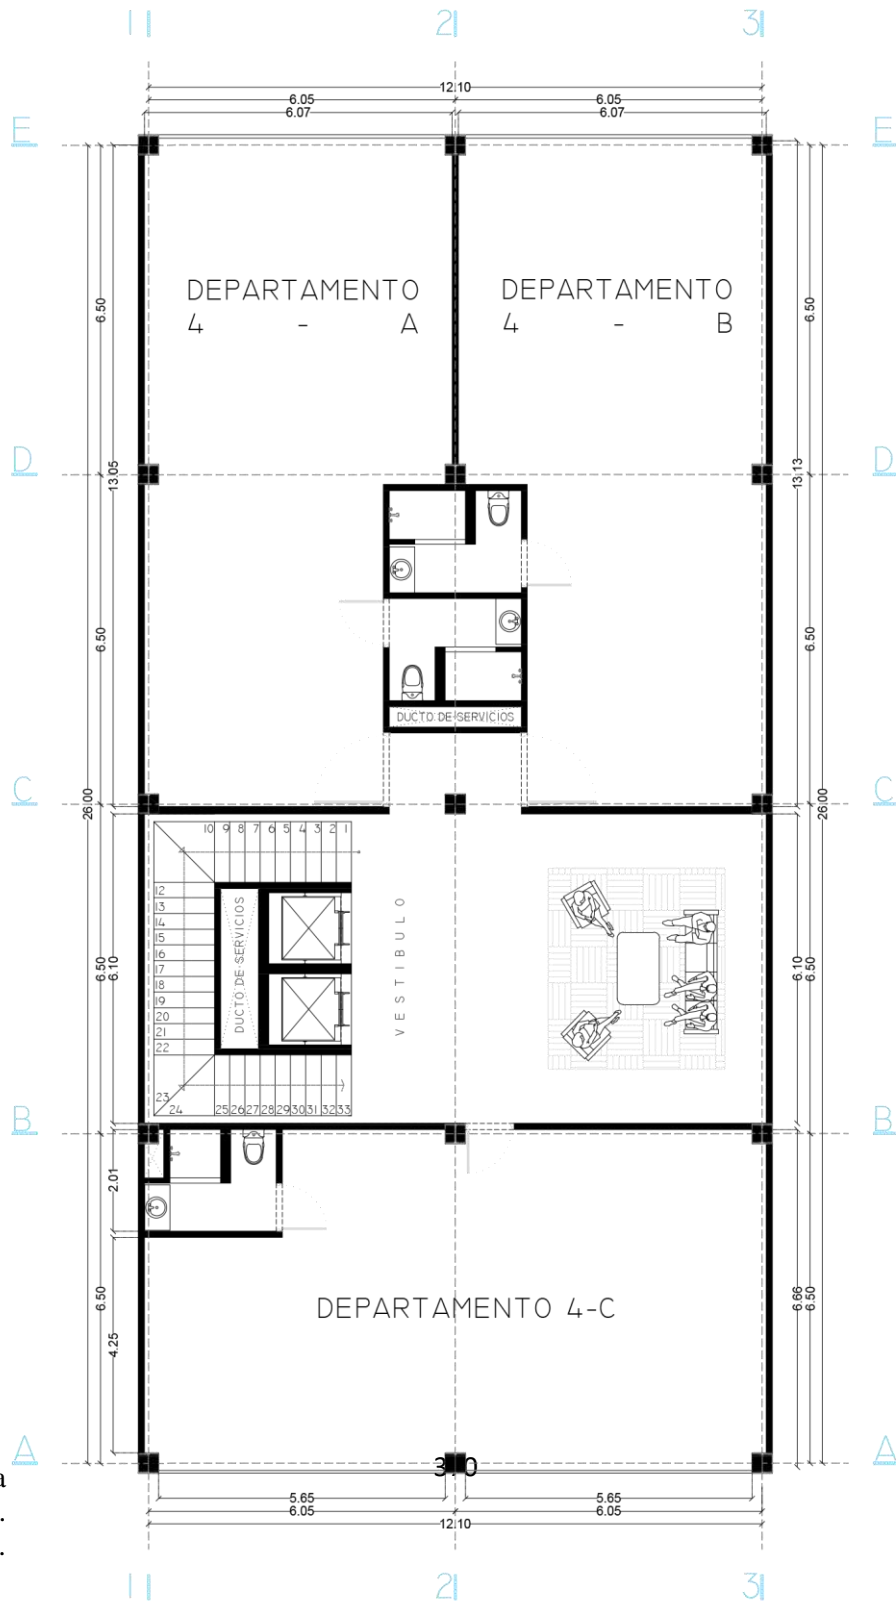 1 2 3
12.10
6.05 6.05
6.07 6.07
E E
DEPARTAMENTO DEPARTAMENTO
4 - A 4 - B
6.50 6.50
D D
13.05 13.13
6.50 6.50
DUCTO DE SERVICIOS
C C
26.00 26.00
10 9 8 7 6 5 4 3 2 1
12
13
14
15
16
17
18
19
20
21
22
23
24 25 26 27 28 29 30 31 32 33
DUCTO DE SERVICIOS
VESTIBULO
6.50 6.10 6.10 6.50
B B
2.01
DEPARTAMENTO 4-C
6.50 6.66 6.50
4.25
A A
a
.
.
5.65 5.65
6.05 6.05
12.10
1 2 3